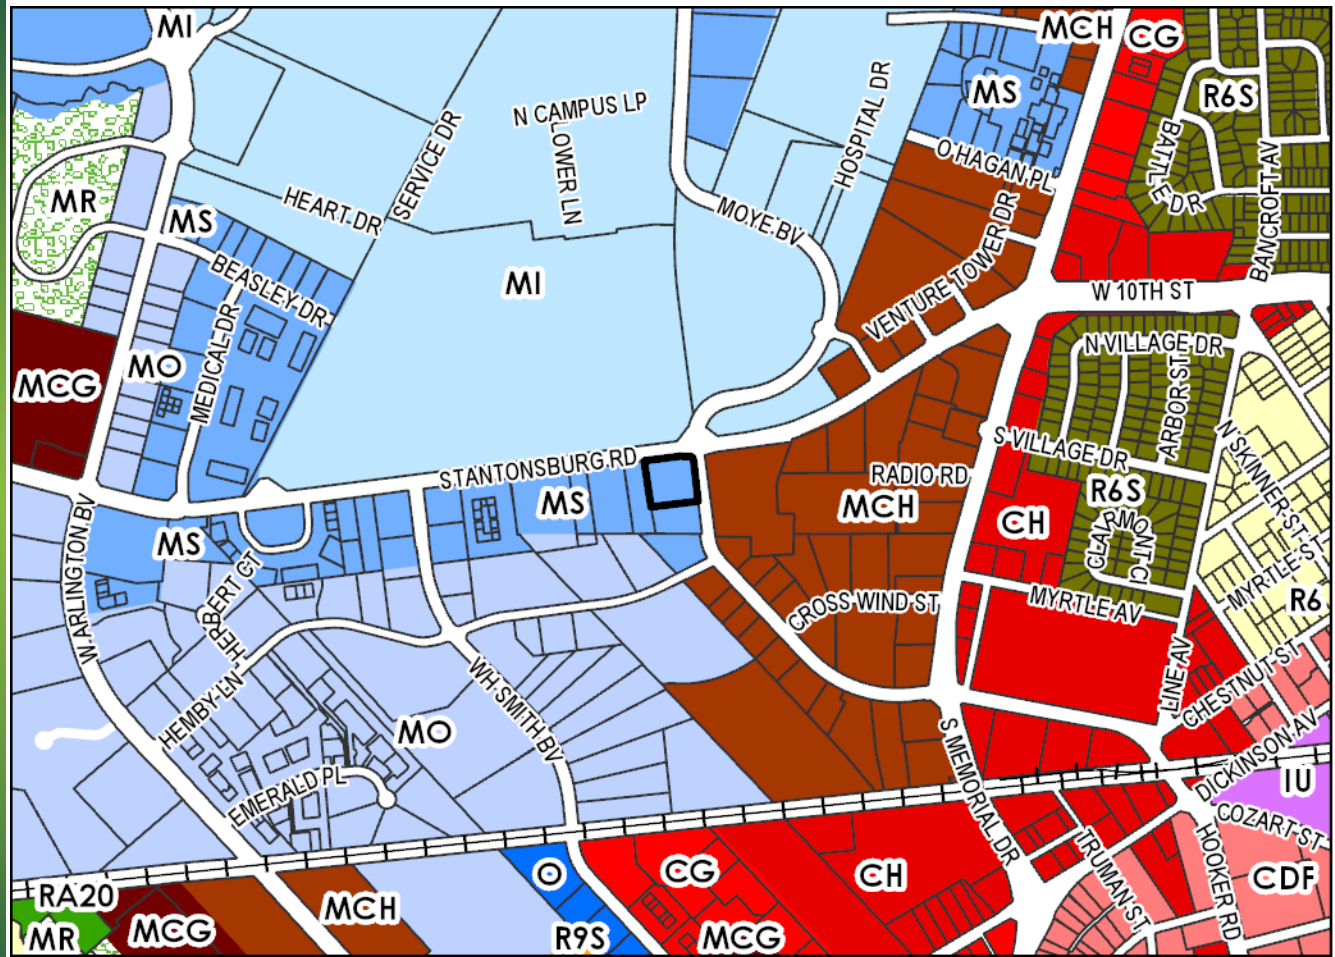 MI
MCH
CG
MS
R6S
N CAMPUS LP
LOWER LN
HOSPITAL DR
SERVICE DR
BATTLE DR
BANCROFT AV
O HAGAN PL
MR
MS
HEART DR
MOYE BV
BEASLEY DR
MI
VENTURE TOWER DR
W 10TH ST
MEDICAL DR
MO
MCG
N VILLAGE DR
ARBOR ST
S VILLAGE DR
N SKINNER ST
STANTONSBURG RD
RADIO RD
MS
MCH
R6S
CH
CLAIRMONT CI
W ARLINGTON BV
MS
HERBERT CT
CROSS WIND ST
MYRTLE AV
MYRTLE S
R6
HEMBY LN
WH SMITH BV
MO
LINE AV
CHESTNUT ST
S MEMORIAL DR
DICKINSON AV
EMERALD PL
IU
COZART ST
TRUMAN ST
HOOKER RD
RA20
O
CG
CH
CDF
MCH
MR
MCG
R9S
MCG